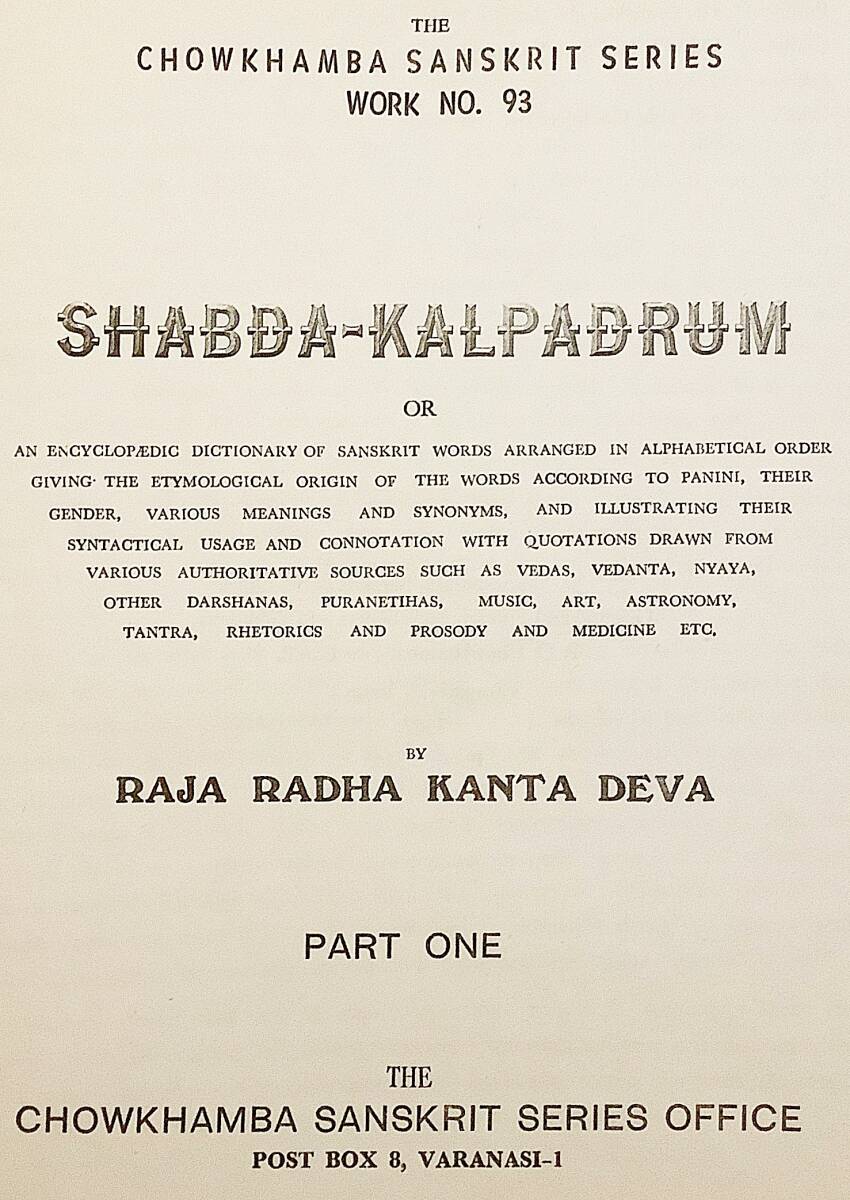 THE
CHOWKHAMBA SANSKRIT SERIES
WORK NO. 93
SHABDA-KALPADRUM
OR
AN ENCYCLOPÆDIC DICTIONARY OF SANSKRIT WORDS ARRANGED IN ALPHABETICAL ORDER
GIVING THE ETYMOLOGICAL ORIGIN OF THE WORDS ACCORDING TO PANINI, THEIR
GENDER, VARIOUS MEANINGS AND SYNONYMS, AND ILLUSTRATING THEIR
SYNTACTICAL USAGE AND CONNOTATION WITH QUOTATIONS DRAWN FROM
VARIOUS AUTHORITATIVE SOURCES SUCH AS VEDAS, VEDANTA, NYAYA,
OTHER DARSHANAS, PURANETIHAS, MUSIC, ART, ASTRONOMY,
TANTRA, RHETORICS AND PROSODY AND MEDICINE ETC.
BY
RAJA RADHA KANTA DEVA
PART ONE
THE
CHOWKHAMBA SANSKRIT SERIES OFFICE
POST BOX 8, VARANASI-1